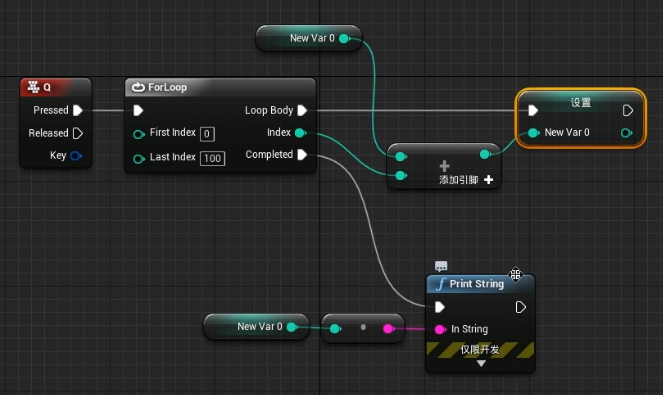 New Var 0
Q
Pressed
Released
Key
ForLoop
Loop Body
First Index 0
Index
Last Index 100
Completed
添加引脚
设置
New Var 0
Print String
In String
仅限开发
New Var 0